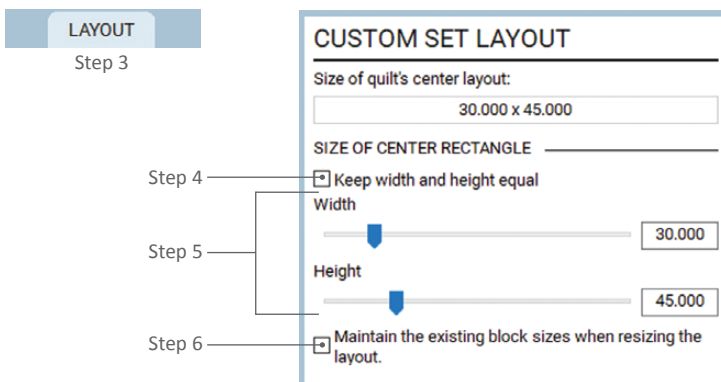 LAYOUT
Step 3
CUSTOM SET LAYOUT
Size of quilt's center layout:
30.000 x 45.000
SIZE OF CENTER RECTANGLE
Step 4
Keep width and height equal
Width
30.000
Step 5
Height
45.000
Step 6
Maintain the existing block sizes when resizing the
layout.